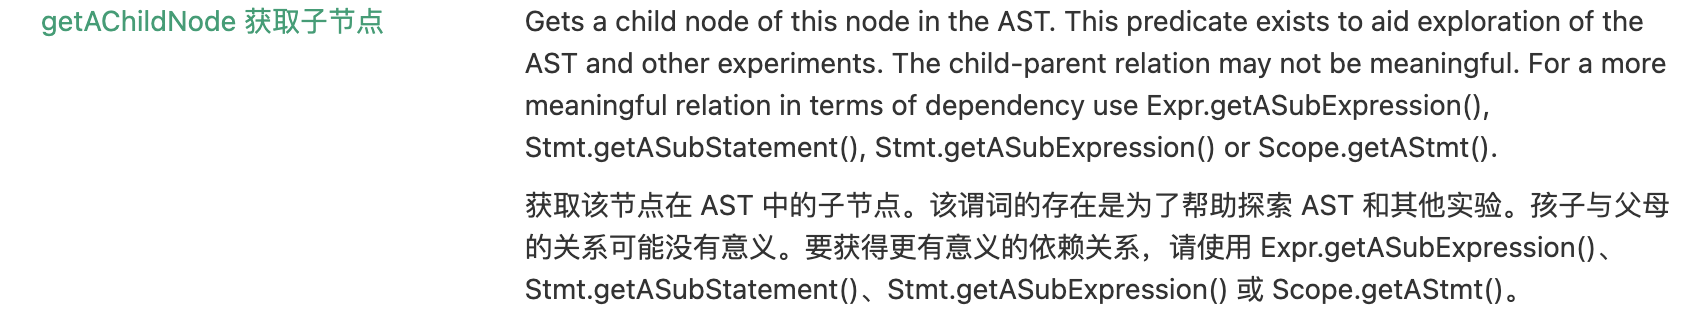 getAChildNode 获取子节点
Gets a child node of this node in the AST. This predicate exists to aid exploration of the
AST and other experiments. The child-parent relation may not be meaningful. For a more
meaningful relation in terms of dependency use Expr.getASubExpression(),
Stmt.getASubStatement(), Stmt.getASubExpression() or Scope.getAStmt().
获取该节点在 AST 中的子节点。该谓词的存在是为了帮助探索 AST 和其他实验。孩子与父母
的关系可能没有意义。要获得更有意义的依赖关系，请使用 Expr.getASubExpression()、
Stmt.getASubStatement()、Stmt.getASubExpression() 或 Scope.getAStmt()。